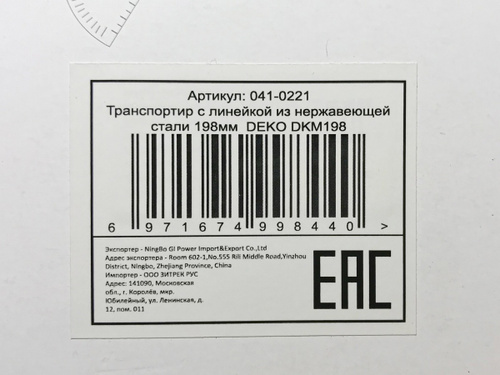 Артикул: 041-0221
Транспортир с линейкой из нержавеющей
стали 198мм DEKO DKM198
6 971674 998440 >
Экспортер - NingBo GI Power Import&Export Co.,Ltd
Адрес экспортера - Room 602-1,No.555 Rili Middle Road,Yinzhou
District, Ningbo, Zhejiang Province, China
Импортер - ООО ЗИТРЕК РУС
Адрес: 141090, Московская
обл., г. Королёв, мкр.
Юбилейный, ул. Ленинская, д.
12, пом. 011
EAC